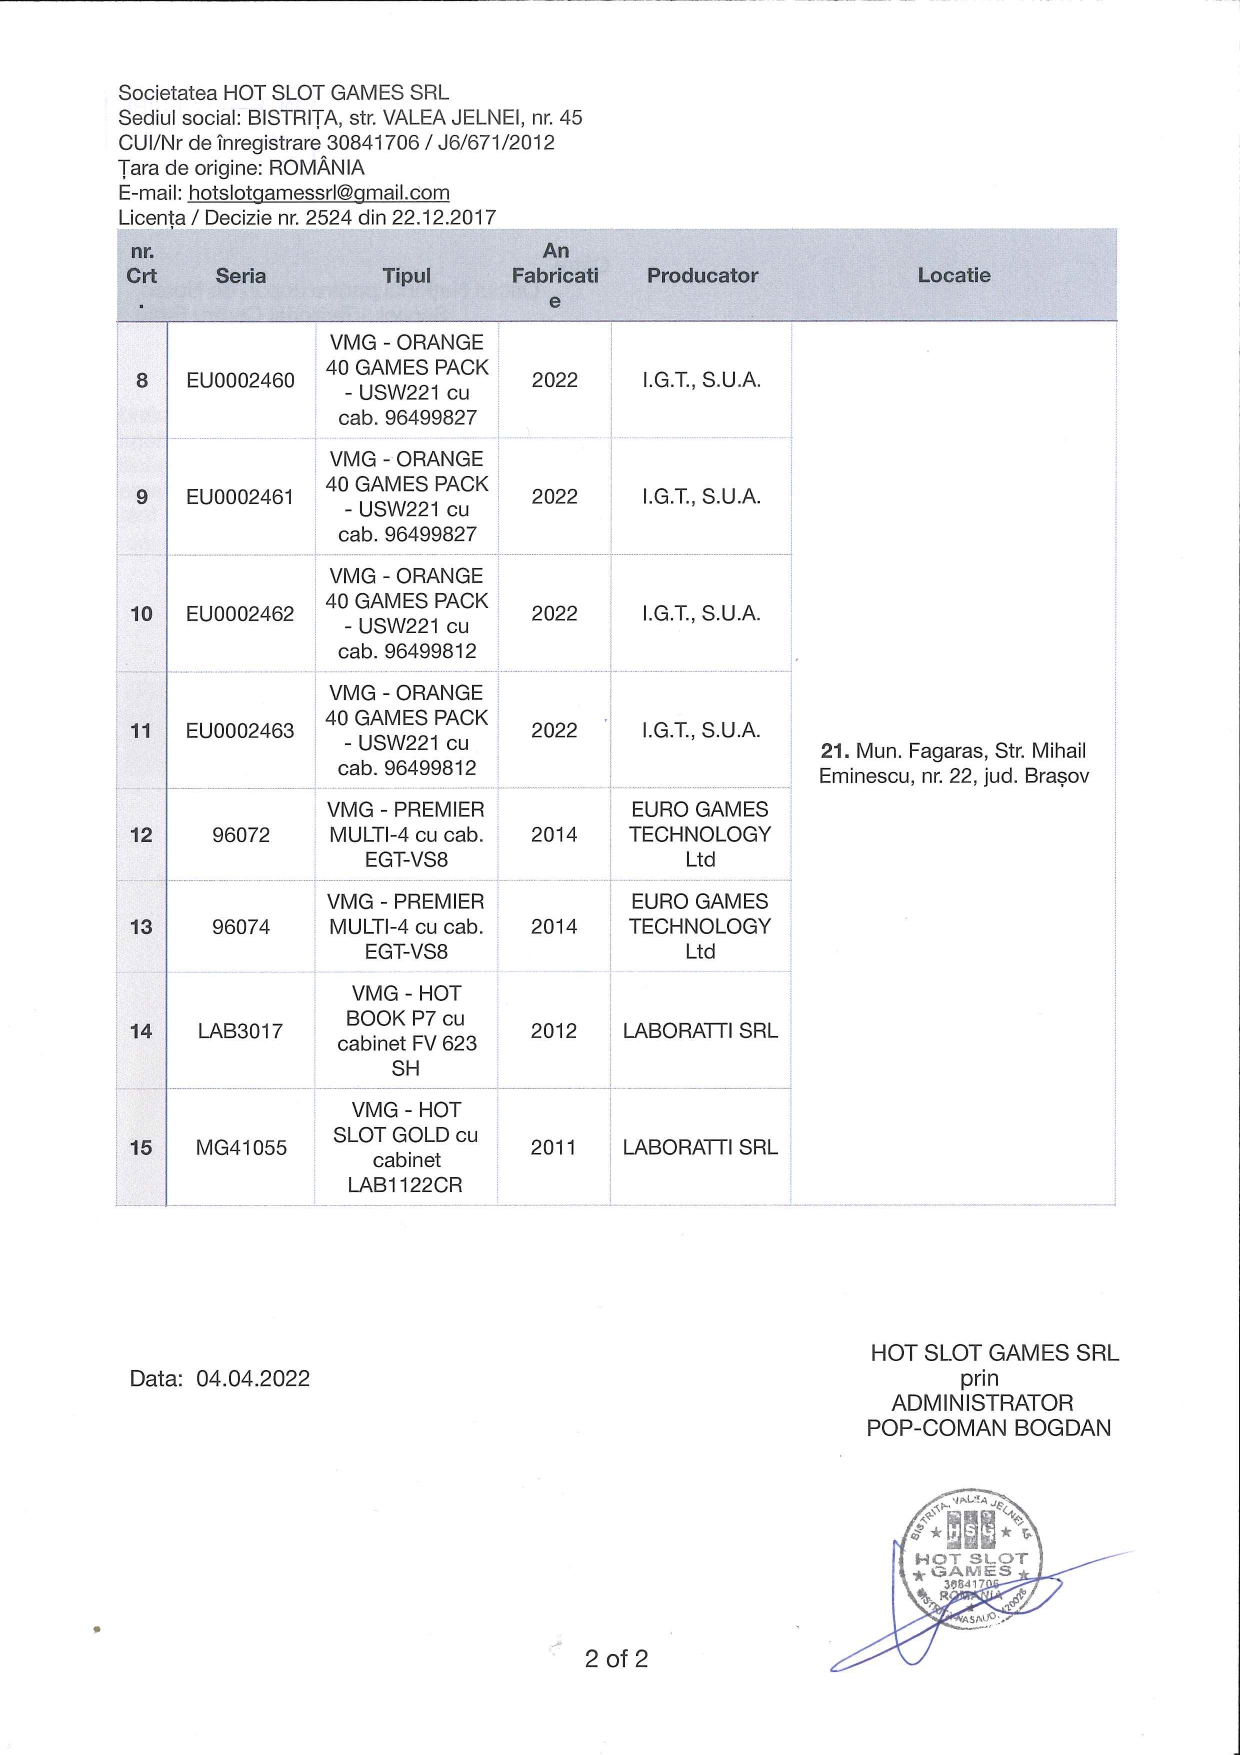 Societatea HOT SLOT GAMES SRL
Sediul social: BISTRIȚA, str. VALEA JELNEI, nr. 45
CUI/Nr de înregistrare 30841706 / J6/671/2012
Țara de origine: ROMÂNIA
E-mail: hotslotgamessrl@gmail.com
Licența / Decizie nr. 2524 din 22.12.2017
nr.
Crt
.
Seria
Tipul
An
Fabricati
e
Producator
Locatie
8
EU0002460
VMG - ORANGE
40 GAMES PACK
- USW221 cu
cab. 96499827
2022
I.G.T., S.U.A.
9
EU0002461
VMG - ORANGE
40 GAMES PACK
- USW221 cu
cab. 96499827
2022
I.G.T., S.U.A.
10
EU0002462
VMG - ORANGE
40 GAMES PACK
- USW221 cu
cab. 96499812
2022
I.G.T., S.U.A.
11
EU0002463
VMG - ORANGE
40 GAMES PACK
- USW221 cu
cab. 96499812
2022
I.G.T., S.U.A.
21. Mun. Fagaras, Str. Mihail
Eminescu, nr. 22, jud. Brașov
12
96072
VMG - PREMIER
MULTI-4 cu cab.
EGT-VS8
2014
EURO GAMES
TECHNOLOGY
Ltd
13
96074
VMG - PREMIER
MULTI-4 cu cab.
EGT-VS8
2014
EURO GAMES
TECHNOLOGY
Ltd
14
LAB3017
VMG - HOT
BOOK P7 cu
cabinet FV 623
SH
2012
LABORATTI SRL
15
MG41055
VMG - HOT
SLOT GOLD cu
cabinet
LAB1122CR
2011
LABORATTI SRL
Data: 04.04.2022
HOT SLOT GAMES SRL
prin
ADMINISTRATOR
POP-COMAN BOGDAN
BISTRITA, VALEA JELNEI 45
HSG
HOT SLOT
GAMES
30841706
ROMANIA
2 of 2